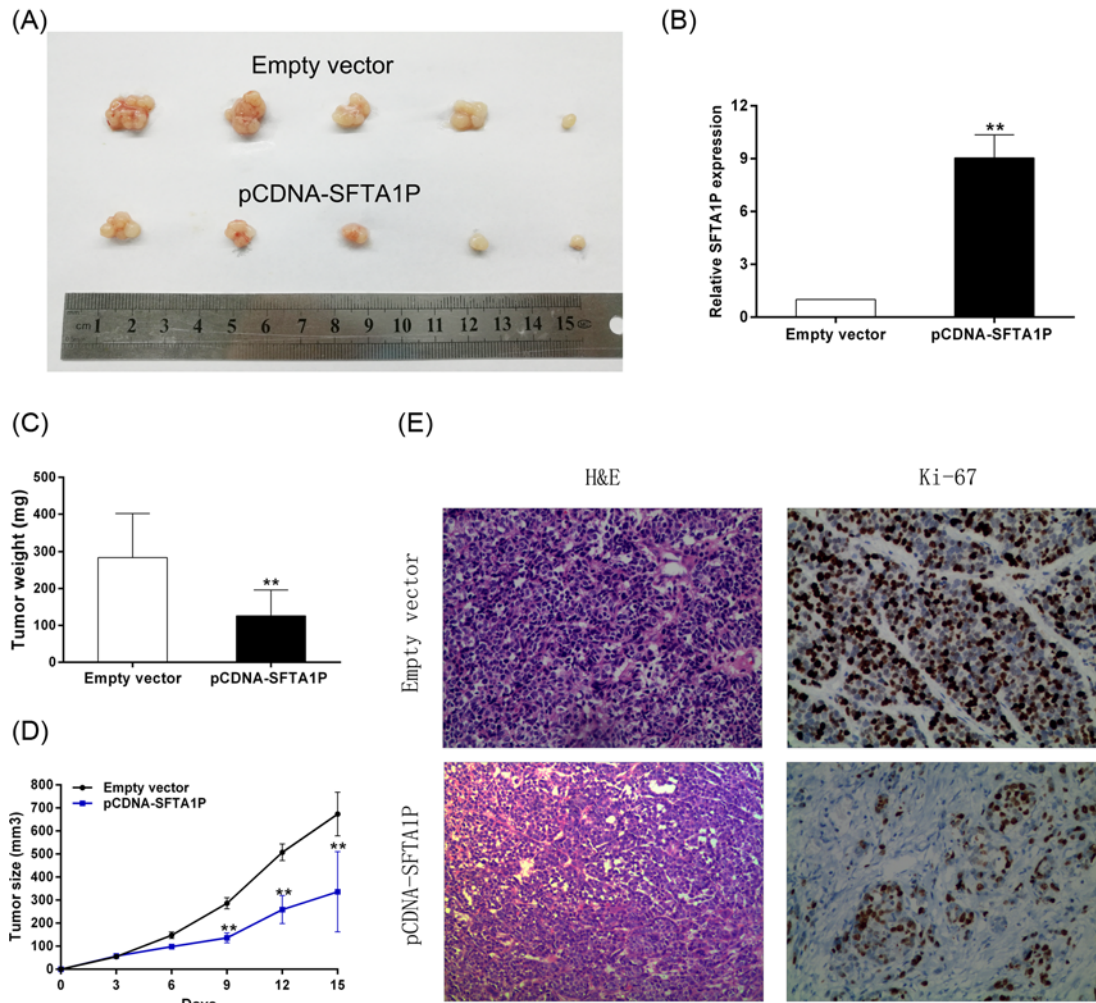 (A)
Empty vector
pCDNA-SFTA1P
cm 1 2 3 4 5 6 7 8 9 10 11 12 13 14 15
(B)
Relative SFTA1P expression
12
9
6
3
0
**
Empty vector pCDNA-SFTA1P
(C)
Tumor weight (mg)
500
400
300
200
100
0
**
Empty vector pCDNA-SFTA1P
(D)
Tumor size (mm3)
800
700
600
500
400
300
200
100
0
Empty vector
pCDNA-SFTA1P
**
**
**
0 3 6 9 12 15
Days
(E)
H&E Ki-67
Empty vector
pCDNA-SFTA1P